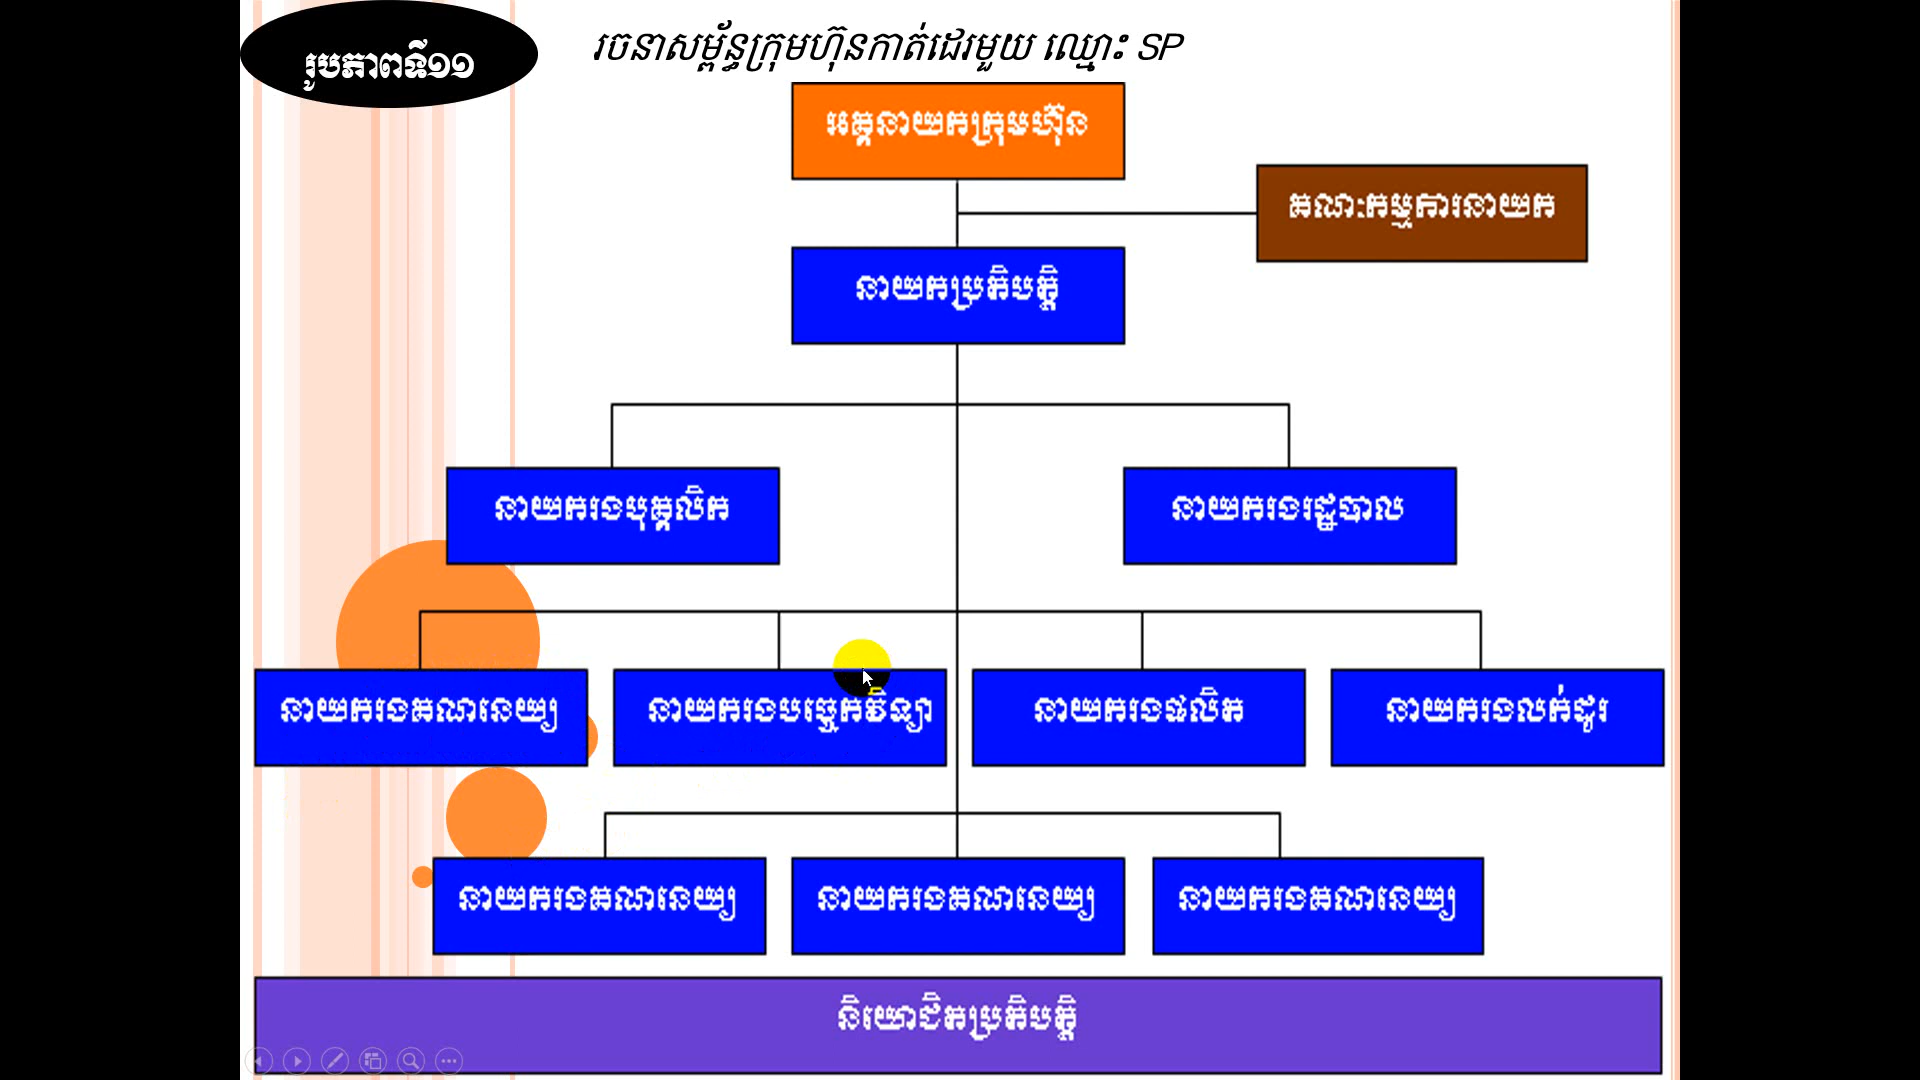 រូបភាពទី១១
រចនាសម្ព័ន្ធក្រុមហ៊ុនកាត់ដេរមួយ ឈ្មោះ SP
អគ្គនាយកក្រុមហ៊ុន
គណៈកម្មការនាយក
នាយកប្រតិបត្តិ
នាយករងបុគ្គលិក
នាយករងរដ្ឋបាល
នាយករងគណនេយ្យ
នាយករងបច្ចេកវិទ្យា
នាយករងផលិត
នាយករងលក់ដូរ
នាយករងគណនេយ្យ
នាយករងគណនេយ្យ
នាយករងគណនេយ្យ
និយោជិតប្រតិបត្តិ